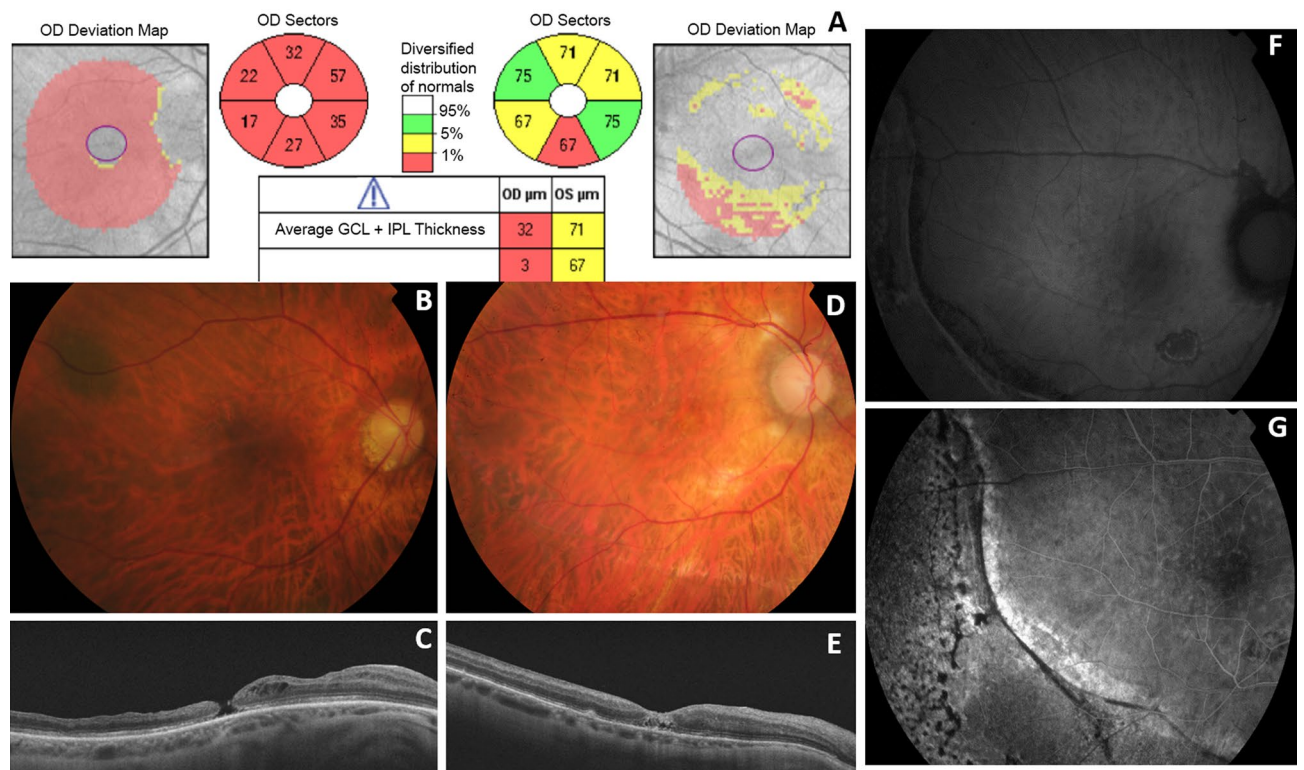 A
OD Deviation Map
OD Sectors
32
22
57
17
35
27
Diversified
distribution
of normals
95%
5%
1%
OD Sectors
71
75
71
67
75
67
OD Deviation Map
OD µm
OS µm
Average GCL + IPL Thickness
32
71
3
67
B
D
C
E
F
G